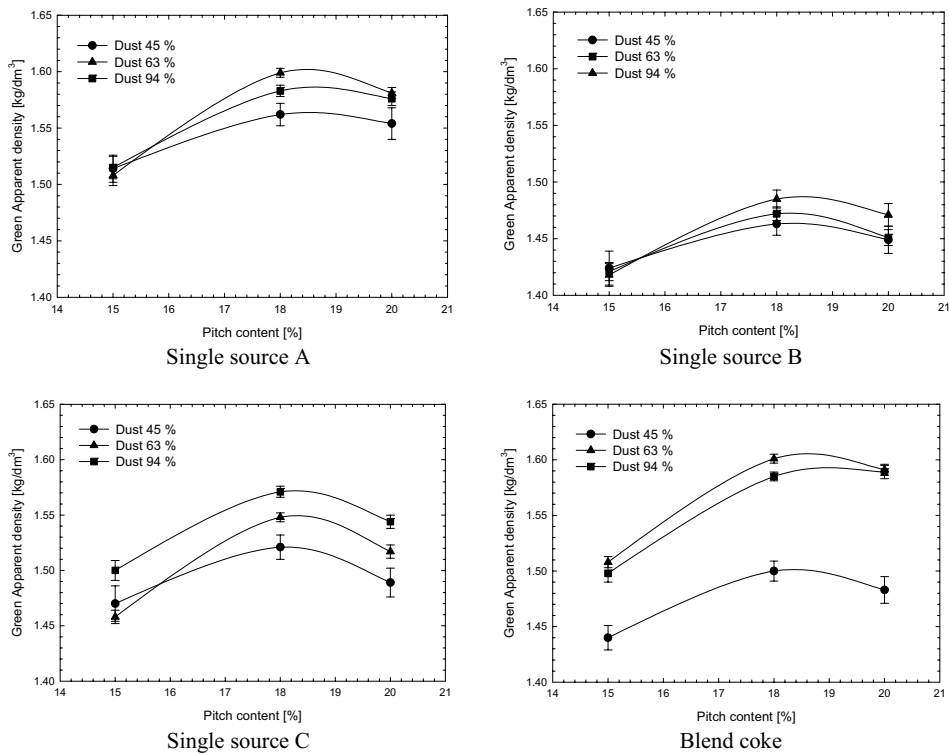 1.65
1.60
1.55
1.50
1.45
1.40
Green Apparent density [kg/dm³]
Dust 45 %
Dust 63 %
Dust 94 %
14 15 16 17 18 19 20 21
Pitch content [%]
Single source A
1.65
1.60
1.55
1.50
1.45
1.40
Green Apparent density [kg/dm³]
Dust 45 %
Dust 63 %
Dust 94 %
14 15 16 17 18 19 20 21
Pitch content [%]
Single source B
1.65
1.60
1.55
1.50
1.45
1.40
Green Apparent density [kg/dm³]
Dust 45 %
Dust 63 %
Dust 94 %
14 15 16 17 18 19 20 21
Pitch content [%]
Single source C
1.65
1.60
1.55
1.50
1.45
1.40
Green Apparent density [kg/dm³]
Dust 45 %
Dust 63 %
Dust 94 %
14 15 16 17 18 19 20 21
Pitch content [%]
Blend coke